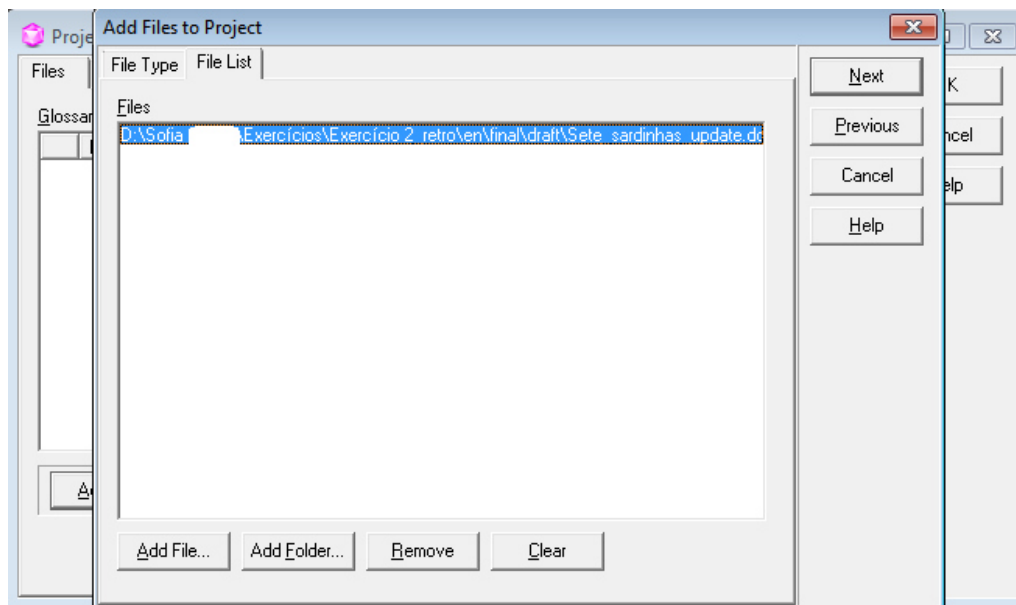 Add Files to Project
Proje
File Type File List
Files
Next
K
Files
Glossar
D:\Sofia \Exercícios\Exercício 2_retro\en\final\draft\Sete_sardinhas_update.do
Previous
ncel
Cancel
elp
Help
A
Add File... Add Folder... Remove Clear